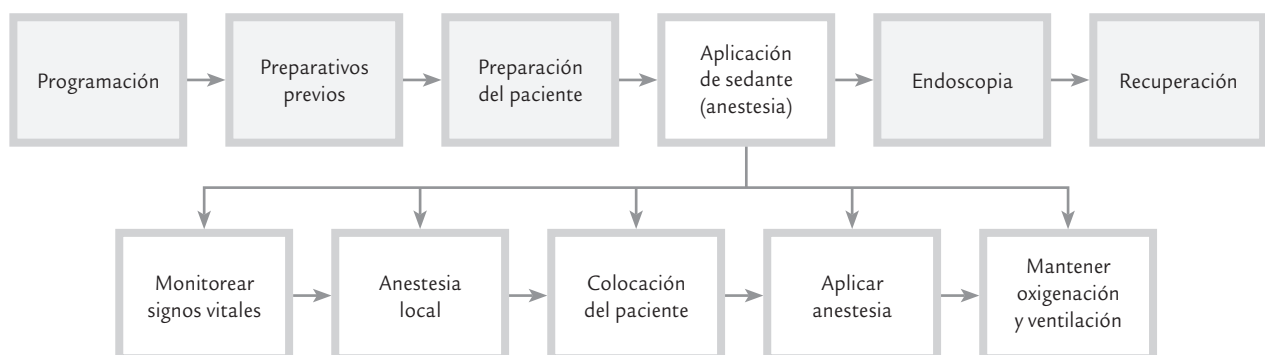 Programación
Preparativos
previos
Preparación
del paciente
Aplicación
de sedante
(anestesia)
Endoscopia
Recuperación
Monitorear
signos vitales
Anestesia
local
Colocación
del paciente
Aplicar
anestesia
Mantener
oxigenación
y ventilación